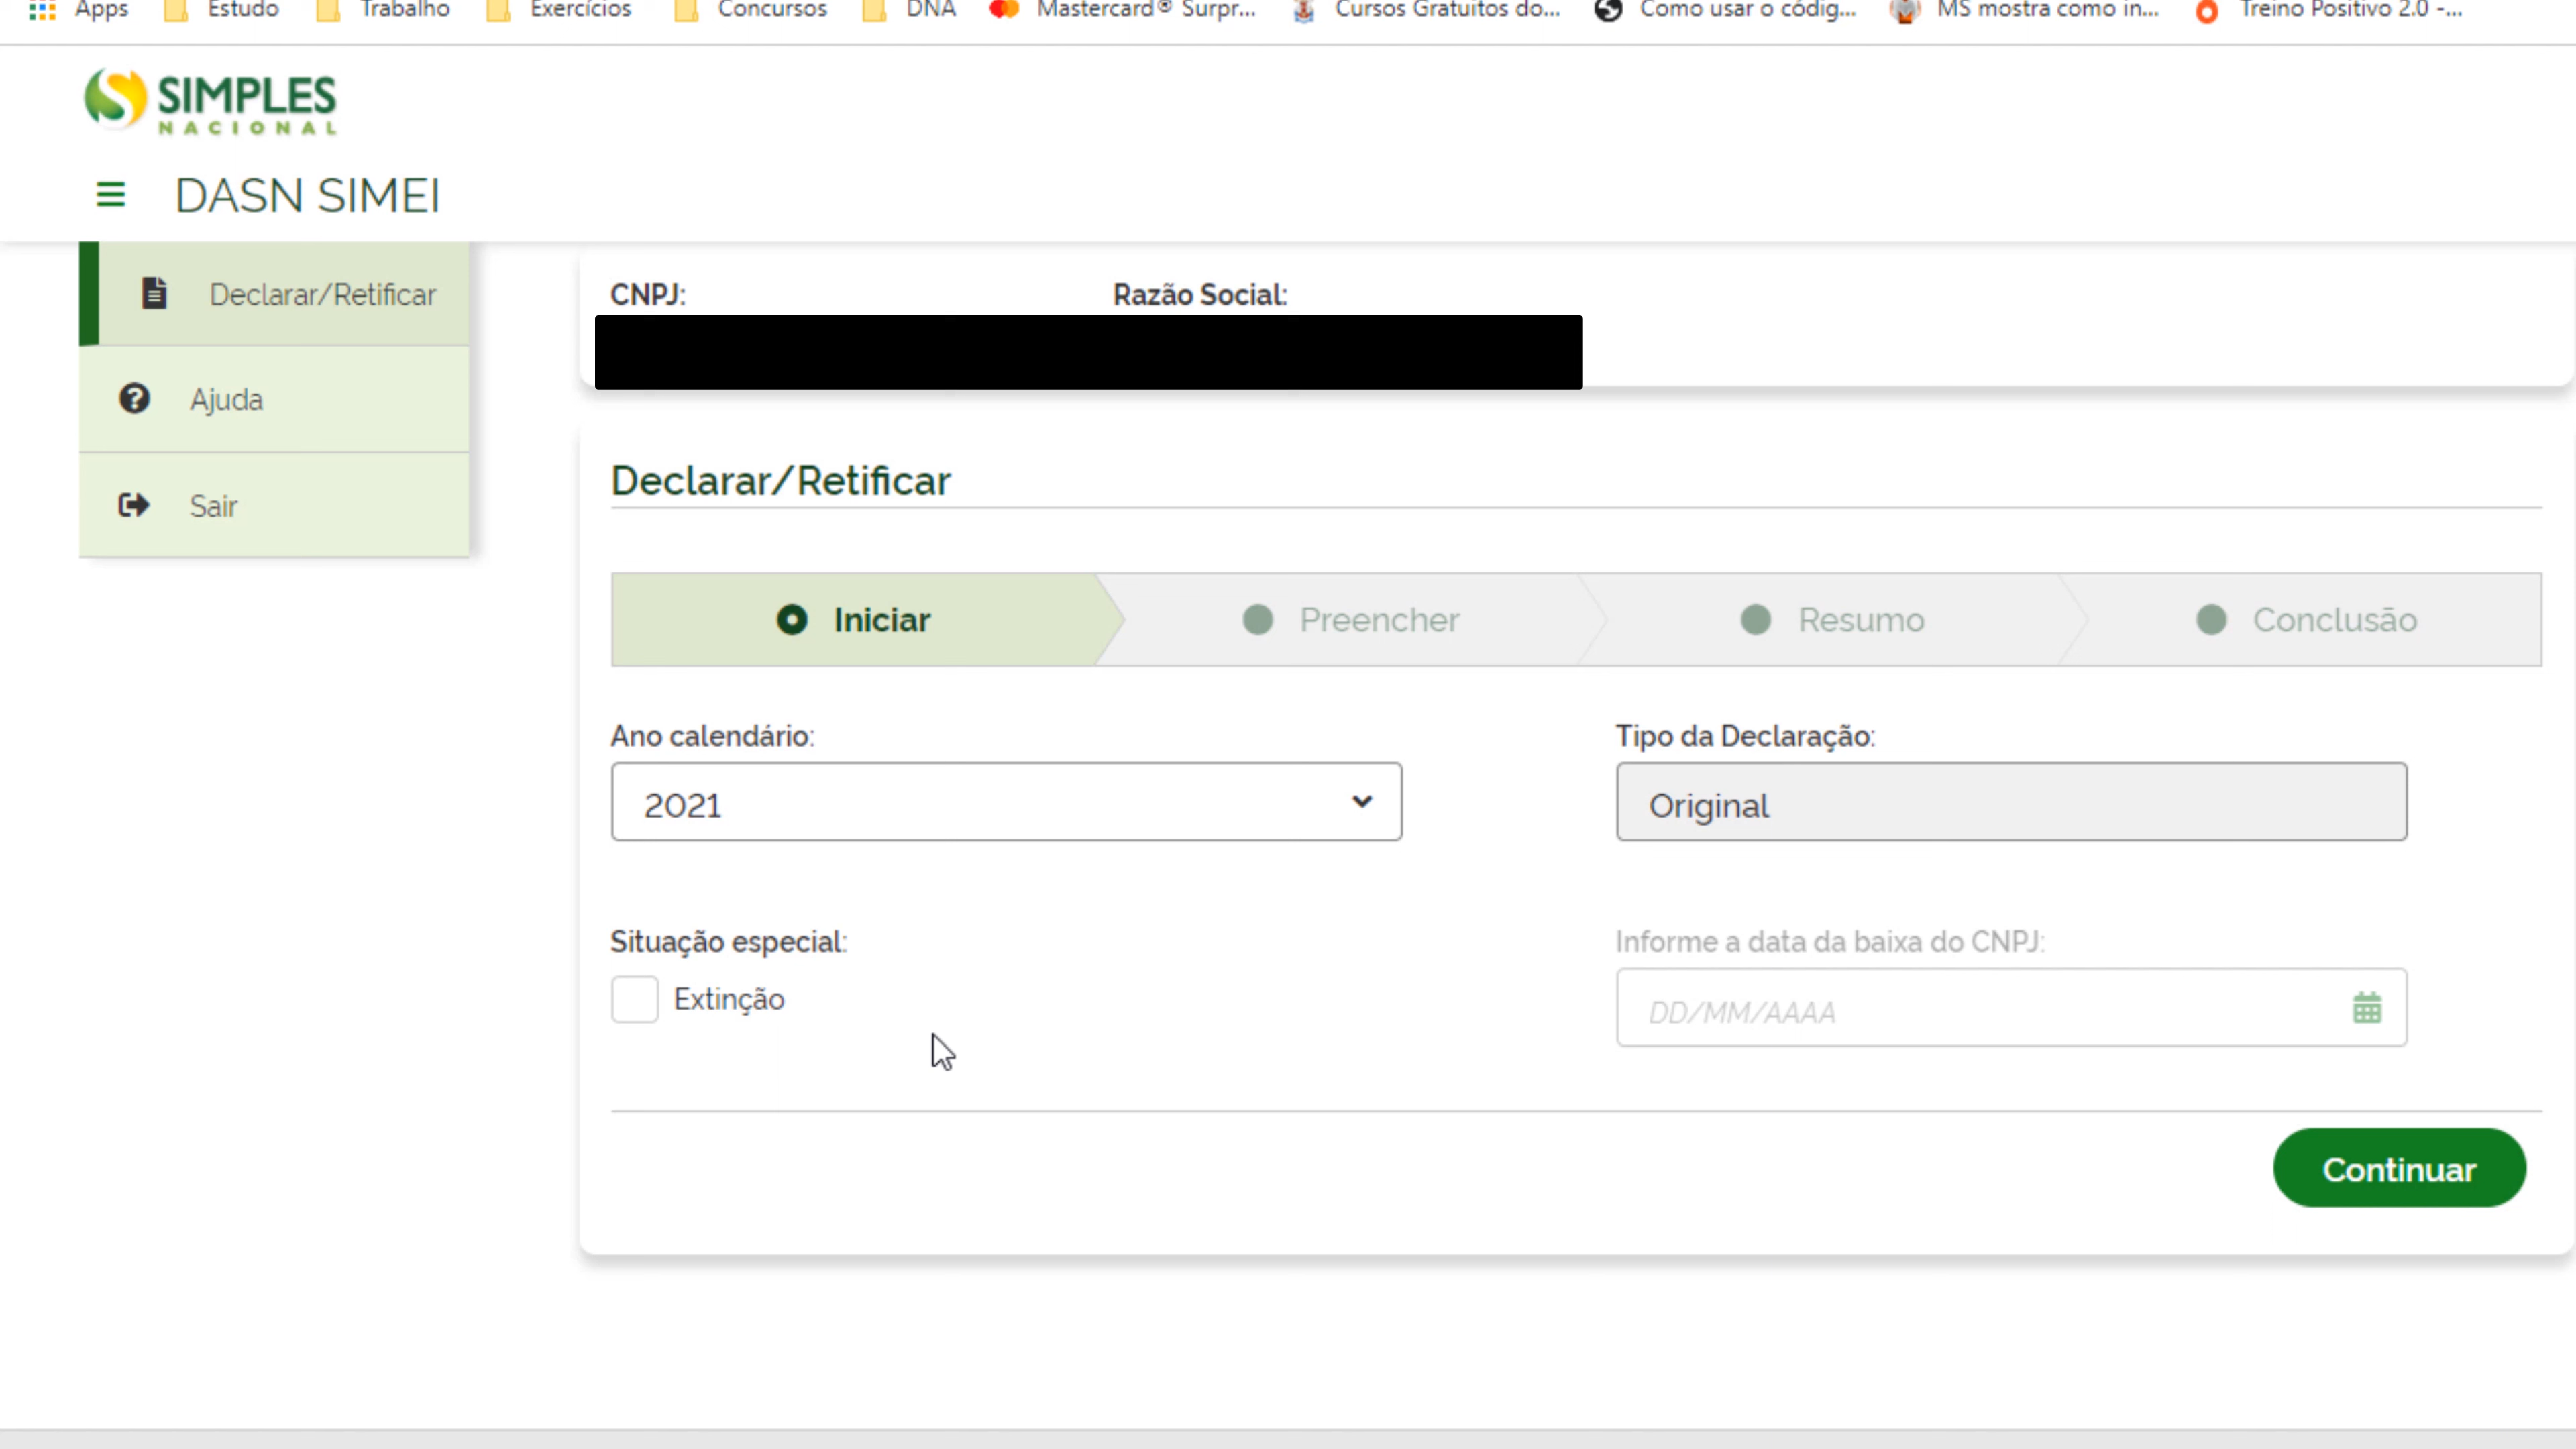 Apps Estudo Trabalho Exercícios Concursos DNA Mastercard® Surpr... Cursos Gratuitos do... Como usar o códig... MS mostra como in... Treino Positivo 2.0 -...
SIMPLES
NACIONAL
DASN SIMEI
Declarar/Retificar
Ajuda
Sair
CNPJ: Razão Social:
Declarar/Retificar
Iniciar Preencher Resumo Conclusão
Ano calendário: Tipo da Declaração:
2021 Original
Situação especial: Informe a data da baixa do CNPJ:
Extinção DD/MM/AAAA
Continuar